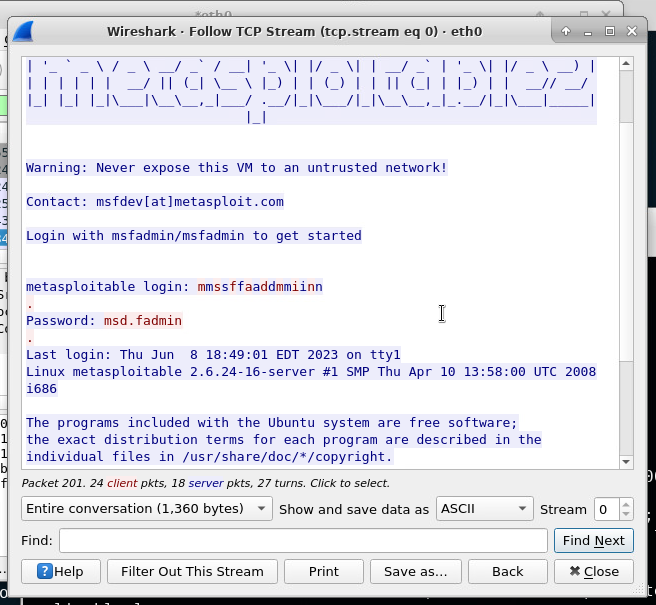 *eth0
Wireshark · Follow TCP Stream (tcp.stream eq 0) · eth0
| '_ ` _ \ / _ \ __/ _` / __| '_ \| |/ _ \| | __/ _` | '_ \| |/ _ \ __) |
| | | | | |  __/ || (_| \__ \ |_) | | (_) | | || (_| | |_) | |  __// __/
|_| |_| |_|\___|\__\__,_|___/ .__/|_|\___/|_|\__\__,_|_.__/|_|\___|_____|
|_|
Warning: Never expose this VM to an untrusted network!
Contact: msfdev[at]metasploit.com
Login with msfadmin/msfadmin to get started
metasploitable login: mmssffaaddmmiinn
.
Password: msd.fadmin
.
Last login: Thu Jun  8 18:49:01 EDT 2023 on tty1
Linux metasploitable 2.6.24-16-server #1 SMP Thu Apr 10 13:58:00 UTC 2008
i686
The programs included with the Ubuntu system are free software;
the exact distribution terms for each program are described in the
individual files in /usr/share/doc/*/copyright.
Packet 201. 24 client pkts, 18 server pkts, 27 turns. Click to select.
Entire conversation (1,360 bytes) Show and save data as ASCII Stream 0
Find: Find Next
?Help Filter Out This Stream Print Save as... Back Close